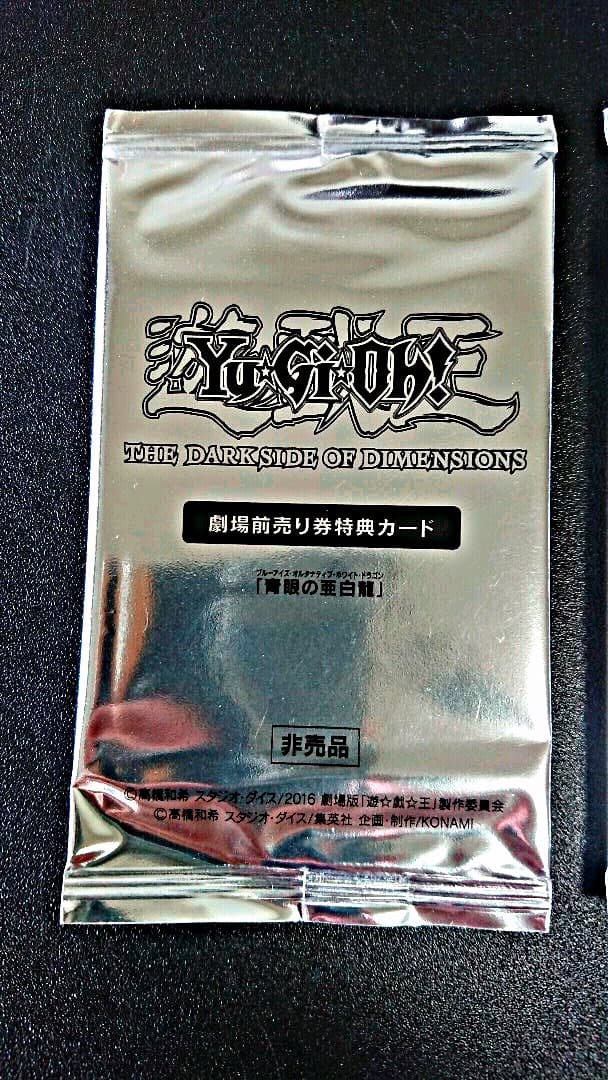 遊戯王
Yu☆Gi☆Oh!
THE DARKSIDE OF DIMENSIONS
劇場前売り券特典カード
ブルーアイズ・オルタナティブ・ホワイト・ドラゴン
「青眼の亜白龍」
非売品
©高橋和希 スタジオ・ダイス/2016 劇場版「遊☆戯☆王」製作委員会
©高橋和希 スタジオ・ダイス/集英社 企画・制作/KONAMI